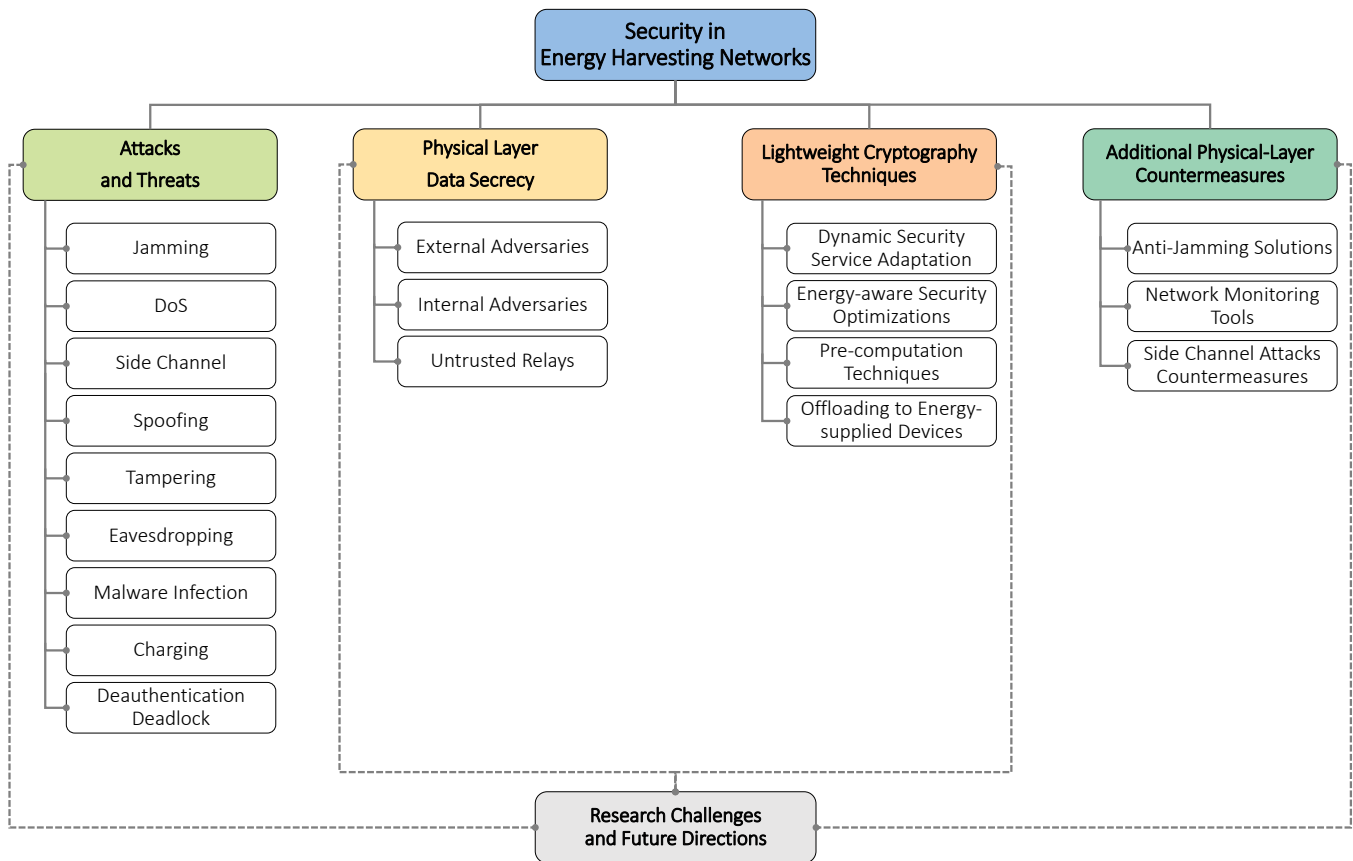 Security in
Energy Harvesting Networks
Attacks
and Threats
Jamming
DoS
Side Channel
Spoofing
Tampering
Eavesdropping
Malware Infection
Charging
Deauthentication
Deadlock
Physical Layer
Data Secrecy
External Adversaries
Internal Adversaries
Untrusted Relays
Lightweight Cryptography
Techniques
Dynamic Security
Service Adaptation
Energy-aware Security
Optimizations
Pre-computation
Techniques
Offloading to Energy-
supplied Devices
Additional Physical-Layer
Countermeasures
Anti-Jamming Solutions
Network Monitoring
Tools
Side Channel Attacks
Countermeasures
Research Challenges
and Future Directions